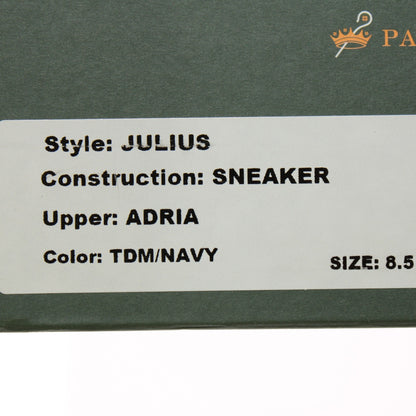 PA
Style: JULIUS
Construction: SNEAKER
Upper: ADRIA
Color: TDM/NAVY
SIZE: 8.5